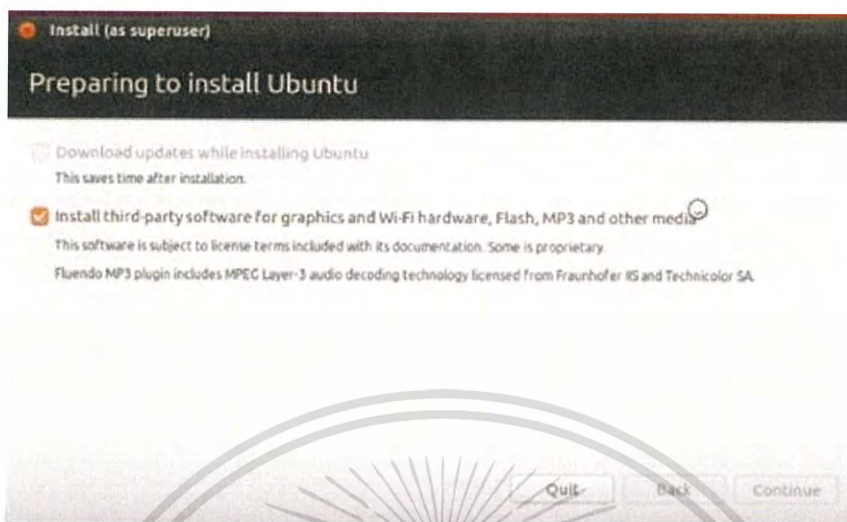 Install (as superuser)
Preparing to install Ubuntu
Download updates while installing Ubuntu
This saves time after installation.
Install third-party software for graphics and Wi-Fi hardware, Flash, MP3 and other media
This software is subject to license terms included with its documentation. Some is proprietary.
Fluendo MP3 plugin includes MPEG Layer-3 audio decoding technology licensed from Fraunhofer IIS and Technicolor SA.
Quit Back Continue